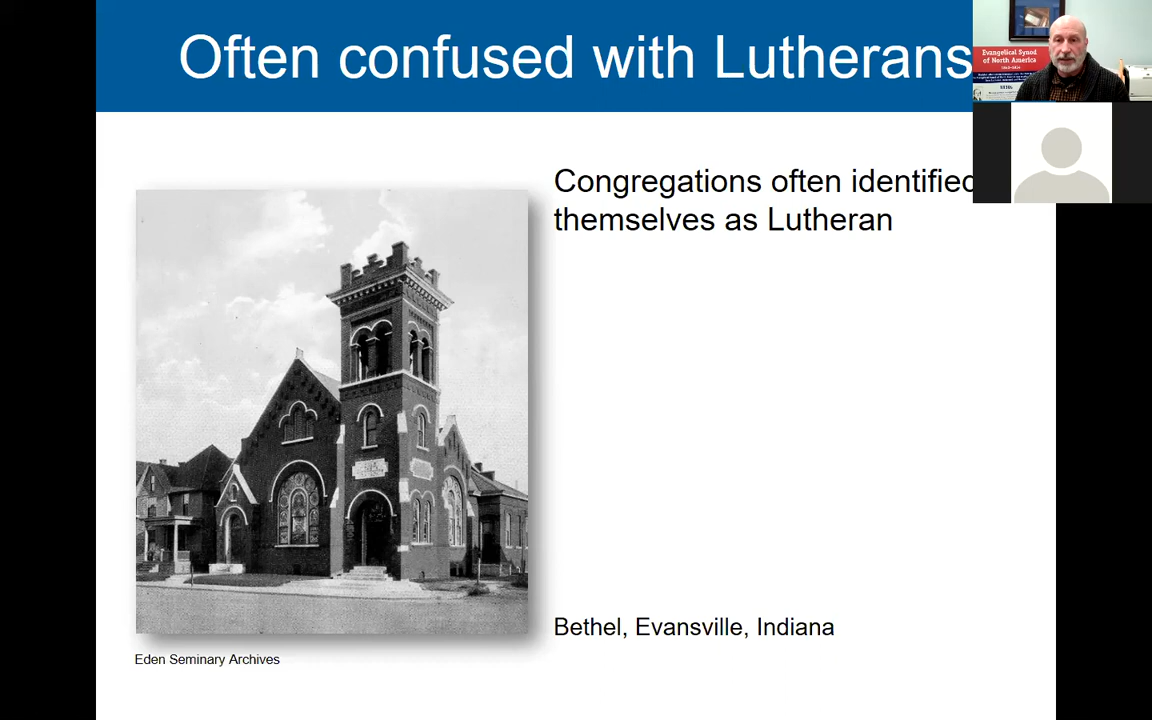 Often confused with Lutherans
Evangelical Synod
of North America
Congregations often identified
themselves as Lutheran
Bethel, Evansville, Indiana
Eden Seminary Archives